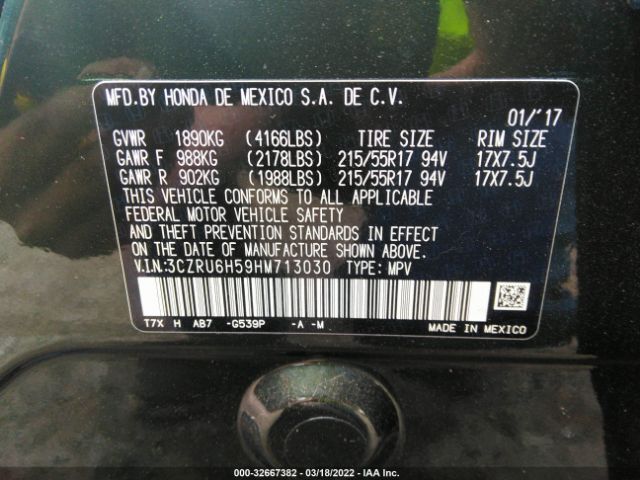 MFD. BY HONDA DE MEXICO S.A. DE C.V.
01/'17
GVWR 1890KG (4166LBS) TIRE SIZE RIM SIZE
GAWR F 988KG (2178LBS) 215/55R17 94V 17X7.5J
GAWR R 902KG (1988LBS) 215/55R17 94V 17X7.5J
THIS VEHICLE CONFORMS TO ALL APPLICABLE
FEDERAL MOTOR VEHICLE SAFETY
AND THEFT PREVENTION STANDARDS IN EFFECT
ON THE DATE OF MANUFACTURE SHOWN ABOVE.
V.I.N:3CZRU6H59HM713030 TYPE: MPV
T7X H AB7 -G539P -A -M
MADE IN MEXICO
000-32667382 - 03/18/2022 - IAA Inc.